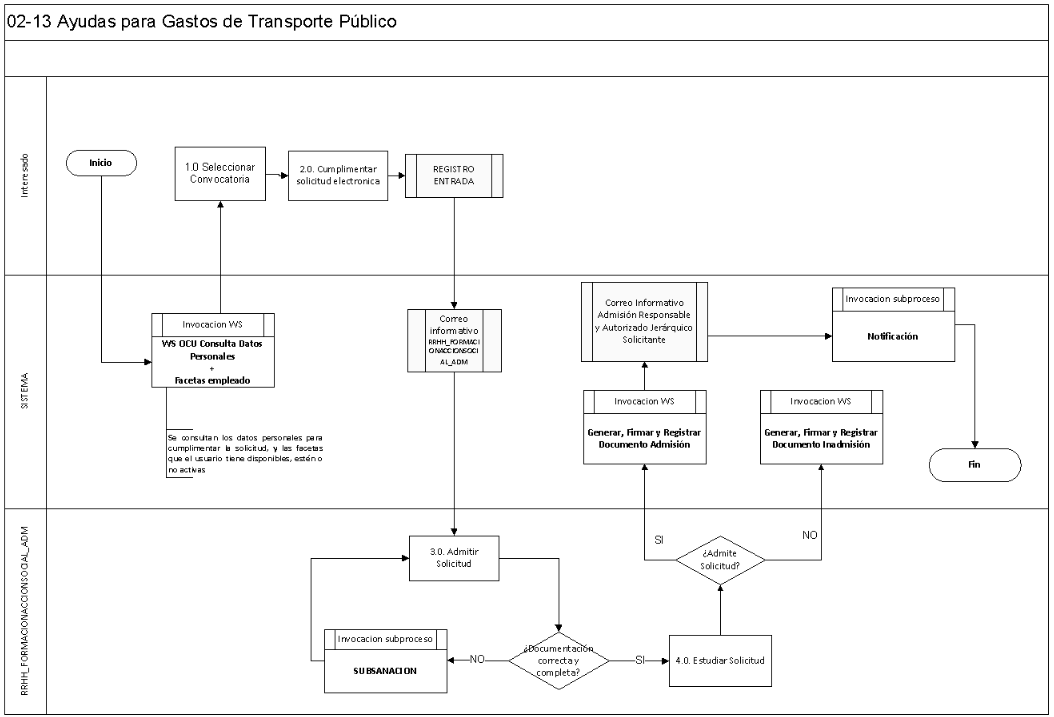 02-13 Ayudas para Gastos de Transporte Público
Interesado
Inicio
1.0 Seleccionar
Convocatoria
2.0. Cumplimentar
solicitud electronica
REGISTRO
ENTRADA
SISTEMA
Invocacion WS
WS OCU Consulta Datos
Personales
+
Facetas empleado
Se consultan los datos personales para
cumplimentar la solicitud, y las facetas
que el usuario tiene disponibles, estén o
no activas
Correo
informativo
RRHH_FORMACI
ONACCIONSOCI
AL_ADM
Correo Informativo
Admisión Responsable
y Autorizado Jerárquico
Solicitante
Invocacion subproceso
Notificación
Invocacion WS
Generar, Firmar y Registrar
Documento Admisión
Invocacion WS
Generar, Firmar y Registrar
Documento Inadmisión
Fin
RRHH_FORMACIONACCIONSOCIAL_ADM
3.0. Admitir
Solicitud
SI
¿Admite
Solicitud?
NO
Invocacion subproceso
SUBSANACION
NO
¿Documentación
correcta y
completa?
SI
4.0. Estudiar Solicitud